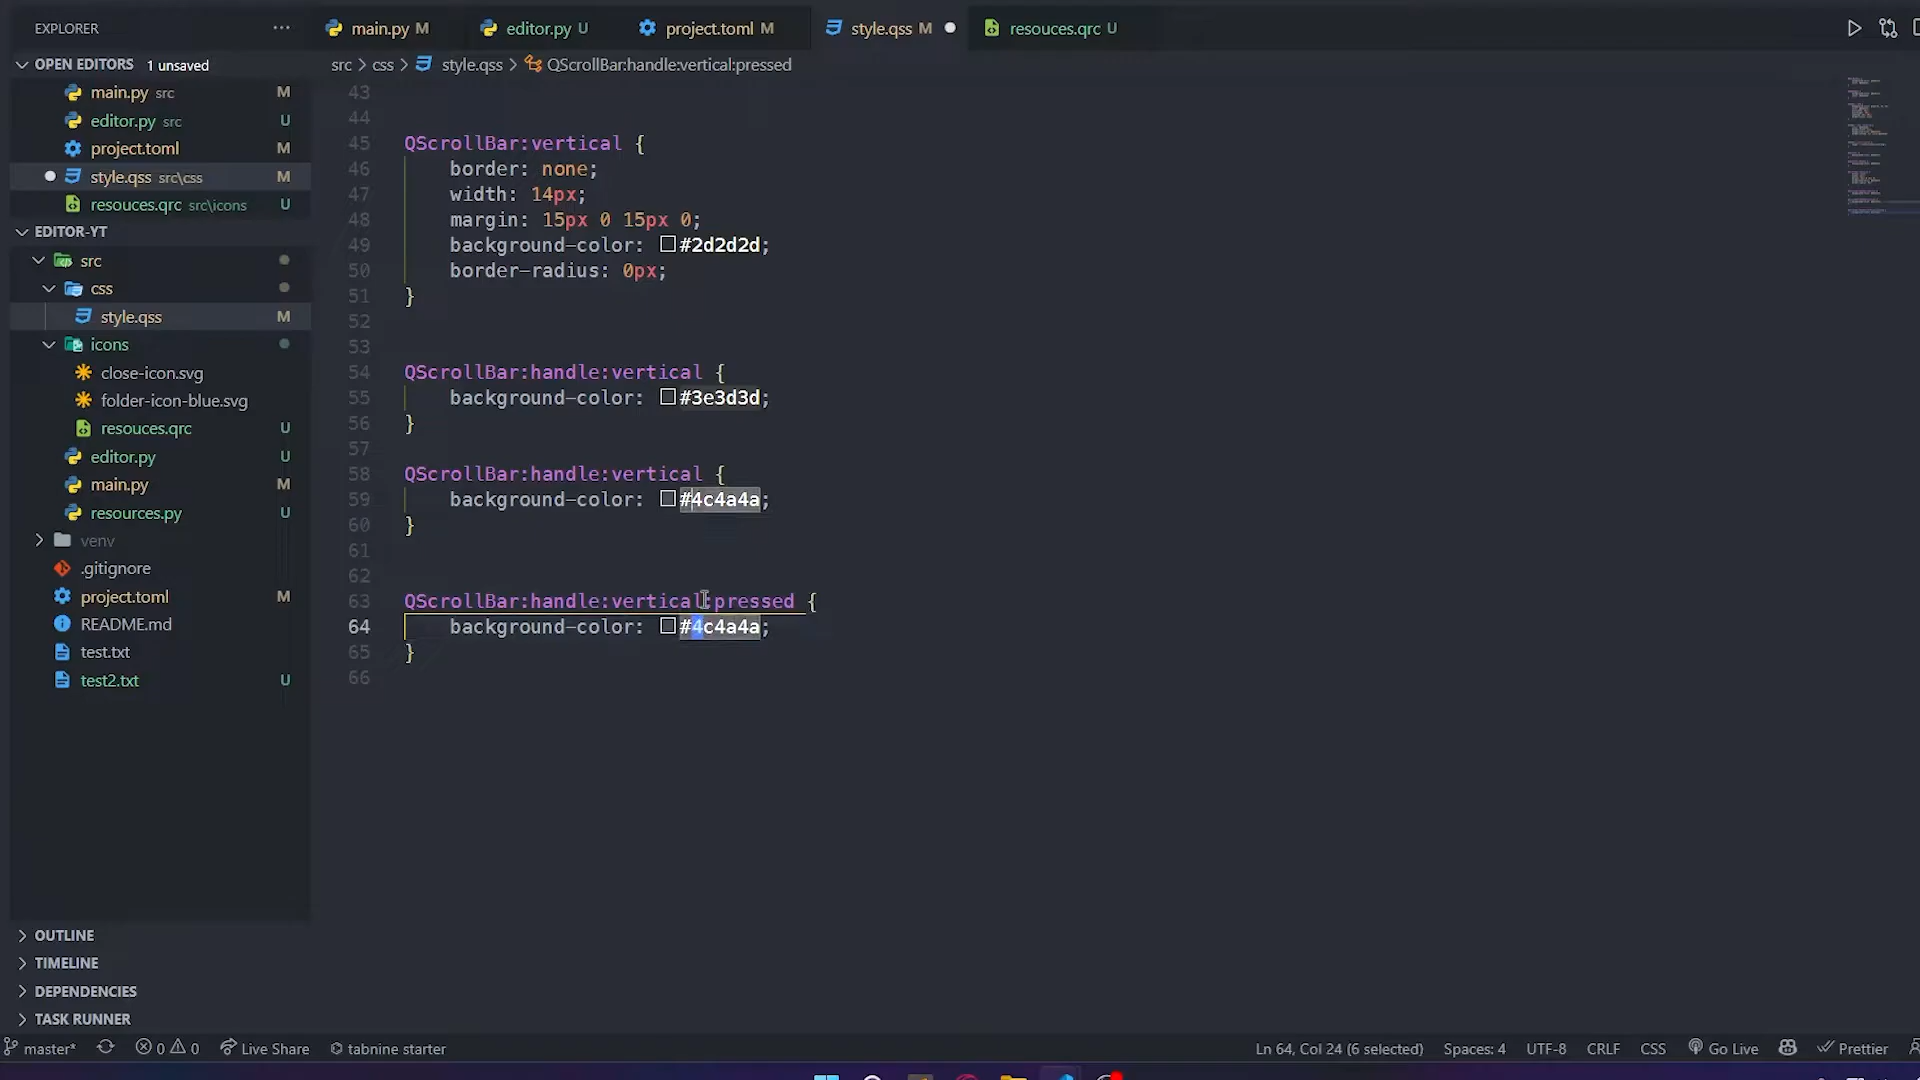 EXPLORER
main.py M
editor.py U
project.toml M
style.qss M
resouces.qrc U
OPEN EDITORS 1 unsaved
src > css > style.qss > QScrollBar:handle:vertical:pressed
main.py src M
editor.py src U
project.toml M
style.qss src\css M
resouces.qrc src\icons U
EDITOR-YT
src
css
style.qss M
icons
close-icon.svg
folder-icon-blue.svg
resouces.qrc U
editor.py U
main.py M
resources.py U
venv
.gitignore
project.toml M
README.md
test.txt
test2.txt U
OUTLINE
TIMELINE
DEPENDENCIES
TASK RUNNER
43
44
45 QScrollBar:vertical {
46 border: none;
47 width: 14px;
48 margin: 15px 0 15px 0;
49 background-color: #2d2d2d;
50 border-radius: 0px;
51 }
52
53
54 QScrollBar:handle:vertical {
55 background-color: #3e3d3d;
56 }
57
58 QScrollBar:handle:vertical {
59 background-color: #4c4a4a;
60 }
61
62
63 QScrollBar:handle:vertical:pressed {
64 background-color: #4c4a4a;
65 }
66
master* 0 0 Live Share tabnine starter
Ln 64, Col 24 (6 selected) Spaces: 4 UTF-8 CRLF CSS Go Live Prettier